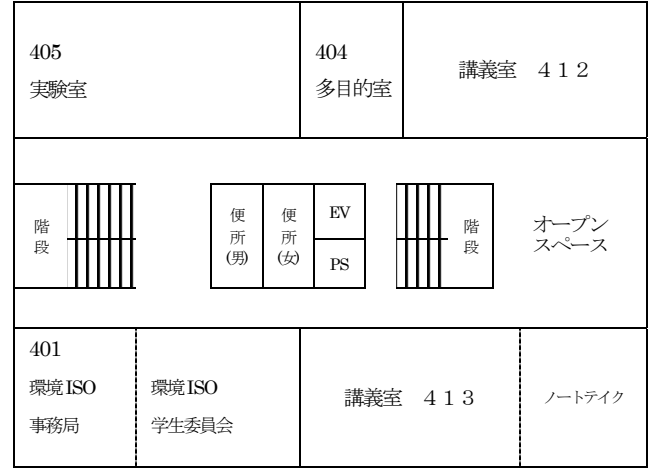 405
実験室
404
多目的室
講義室　４１２
階
段
便
所
(男)
便
所
(女)
EV
PS
階
段
オープン
スペース
401
環境ISO
事務局
環境ISO
学生委員会
講義室　４１３
ノートテイク